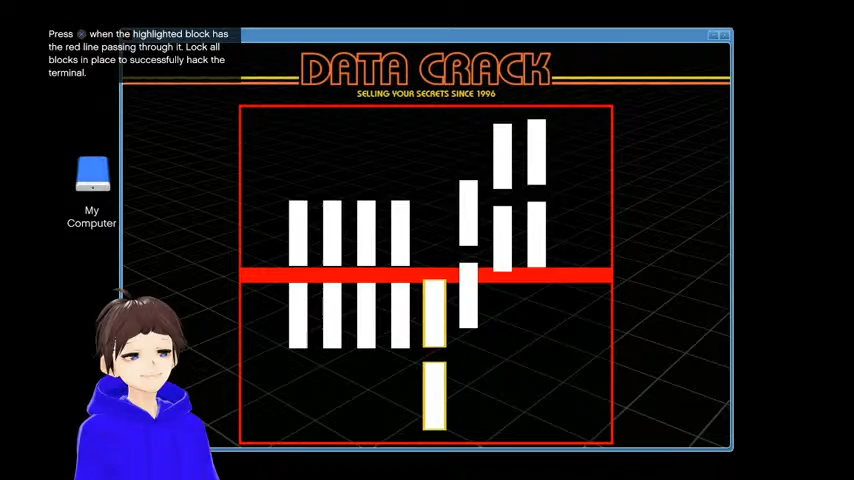 Press when the highlighted block has
the red line passing through it. Lock all
blocks in place to successfully hack the
terminal.
DATA CRACK
SELLING YOUR SECRETS SINCE 1996
My
Computer